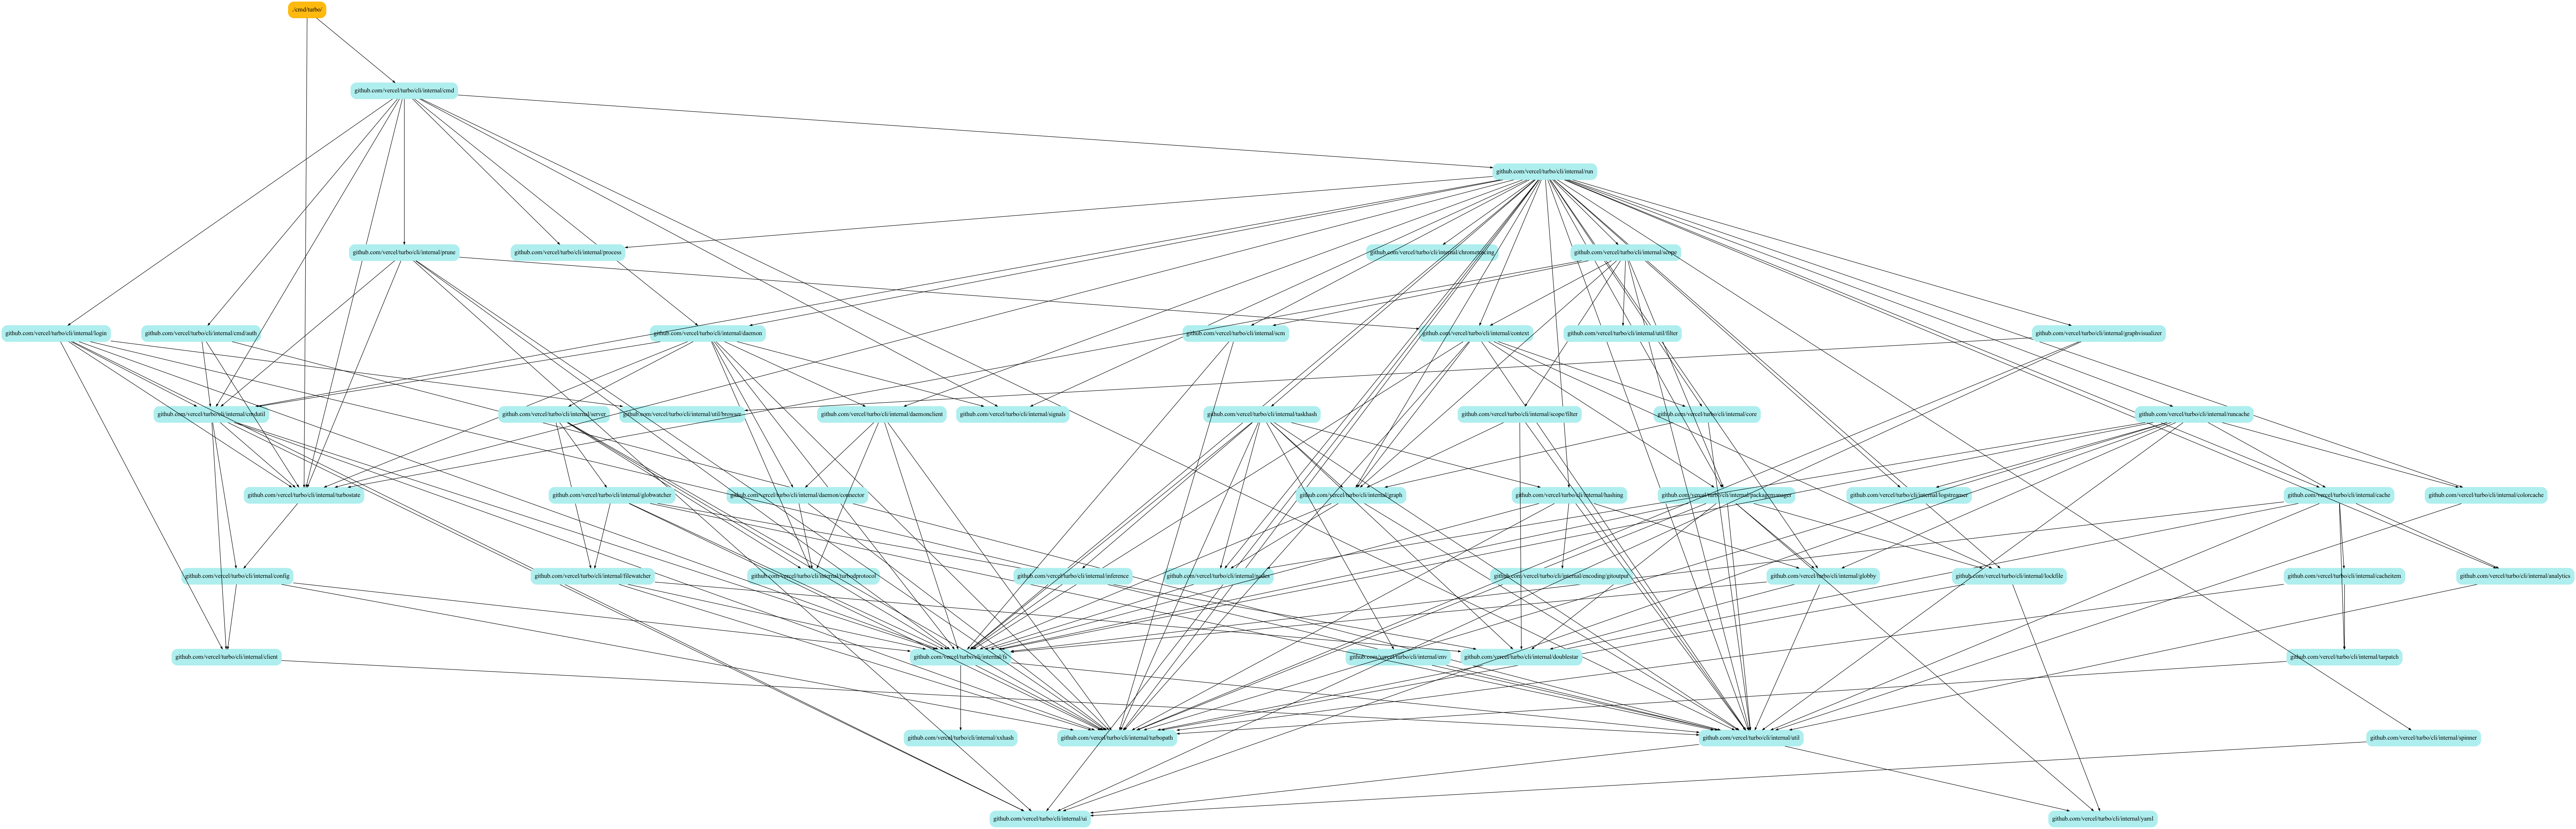 ./cmd/turbo/
github.com/vercel/turbo/cli/internal/cmd
github.com/vercel/turbo/cli/internal/run
github.com/vercel/turbo/cli/internal/prune
github.com/vercel/turbo/cli/internal/process
github.com/vercel/turbo/cli/internal/chrometracing
github.com/vercel/turbo/cli/internal/scope
github.com/vercel/turbo/cli/internal/login
github.com/vercel/turbo/cli/internal/cmd/auth
github.com/vercel/turbo/cli/internal/daemon
github.com/vercel/turbo/cli/internal/scm
github.com/vercel/turbo/cli/internal/context
github.com/vercel/turbo/cli/internal/util/filter
github.com/vercel/turbo/cli/internal/graphvisualizer
github.com/vercel/turbo/cli/internal/cmdutil
github.com/vercel/turbo/cli/internal/server
github.com/vercel/turbo/cli/internal/util/browser
github.com/vercel/turbo/cli/internal/daemonclient
github.com/vercel/turbo/cli/internal/signals
github.com/vercel/turbo/cli/internal/taskhash
github.com/vercel/turbo/cli/internal/scope/filter
github.com/vercel/turbo/cli/internal/core
github.com/vercel/turbo/cli/internal/runcache
github.com/vercel/turbo/cli/internal/turbostate
github.com/vercel/turbo/cli/internal/globwatcher
github.com/vercel/turbo/cli/internal/daemon/connector
github.com/vercel/turbo/cli/internal/graph
github.com/vercel/turbo/cli/internal/hashing
github.com/vercel/turbo/cli/internal/packagemanager
github.com/vercel/turbo/cli/internal/logstreamer
github.com/vercel/turbo/cli/internal/cache
github.com/vercel/turbo/cli/internal/colorcache
github.com/vercel/turbo/cli/internal/config
github.com/vercel/turbo/cli/internal/filewatcher
github.com/vercel/turbo/cli/internal/turbodprotocol
github.com/vercel/turbo/cli/internal/inference
github.com/vercel/turbo/cli/internal/nodes
github.com/vercel/turbo/cli/internal/encoding/gitoutput
github.com/vercel/turbo/cli/internal/globby
github.com/vercel/turbo/cli/internal/lockfile
github.com/vercel/turbo/cli/internal/cacheitem
github.com/vercel/turbo/cli/internal/analytics
github.com/vercel/turbo/cli/internal/client
github.com/vercel/turbo/cli/internal/fs
github.com/vercel/turbo/cli/internal/env
github.com/vercel/turbo/cli/internal/doublestar
github.com/vercel/turbo/cli/internal/tarpatch
github.com/vercel/turbo/cli/internal/xxhash
github.com/vercel/turbo/cli/internal/turbopath
github.com/vercel/turbo/cli/internal/util
github.com/vercel/turbo/cli/internal/spinner
github.com/vercel/turbo/cli/internal/ui
github.com/vercel/turbo/cli/internal/yaml